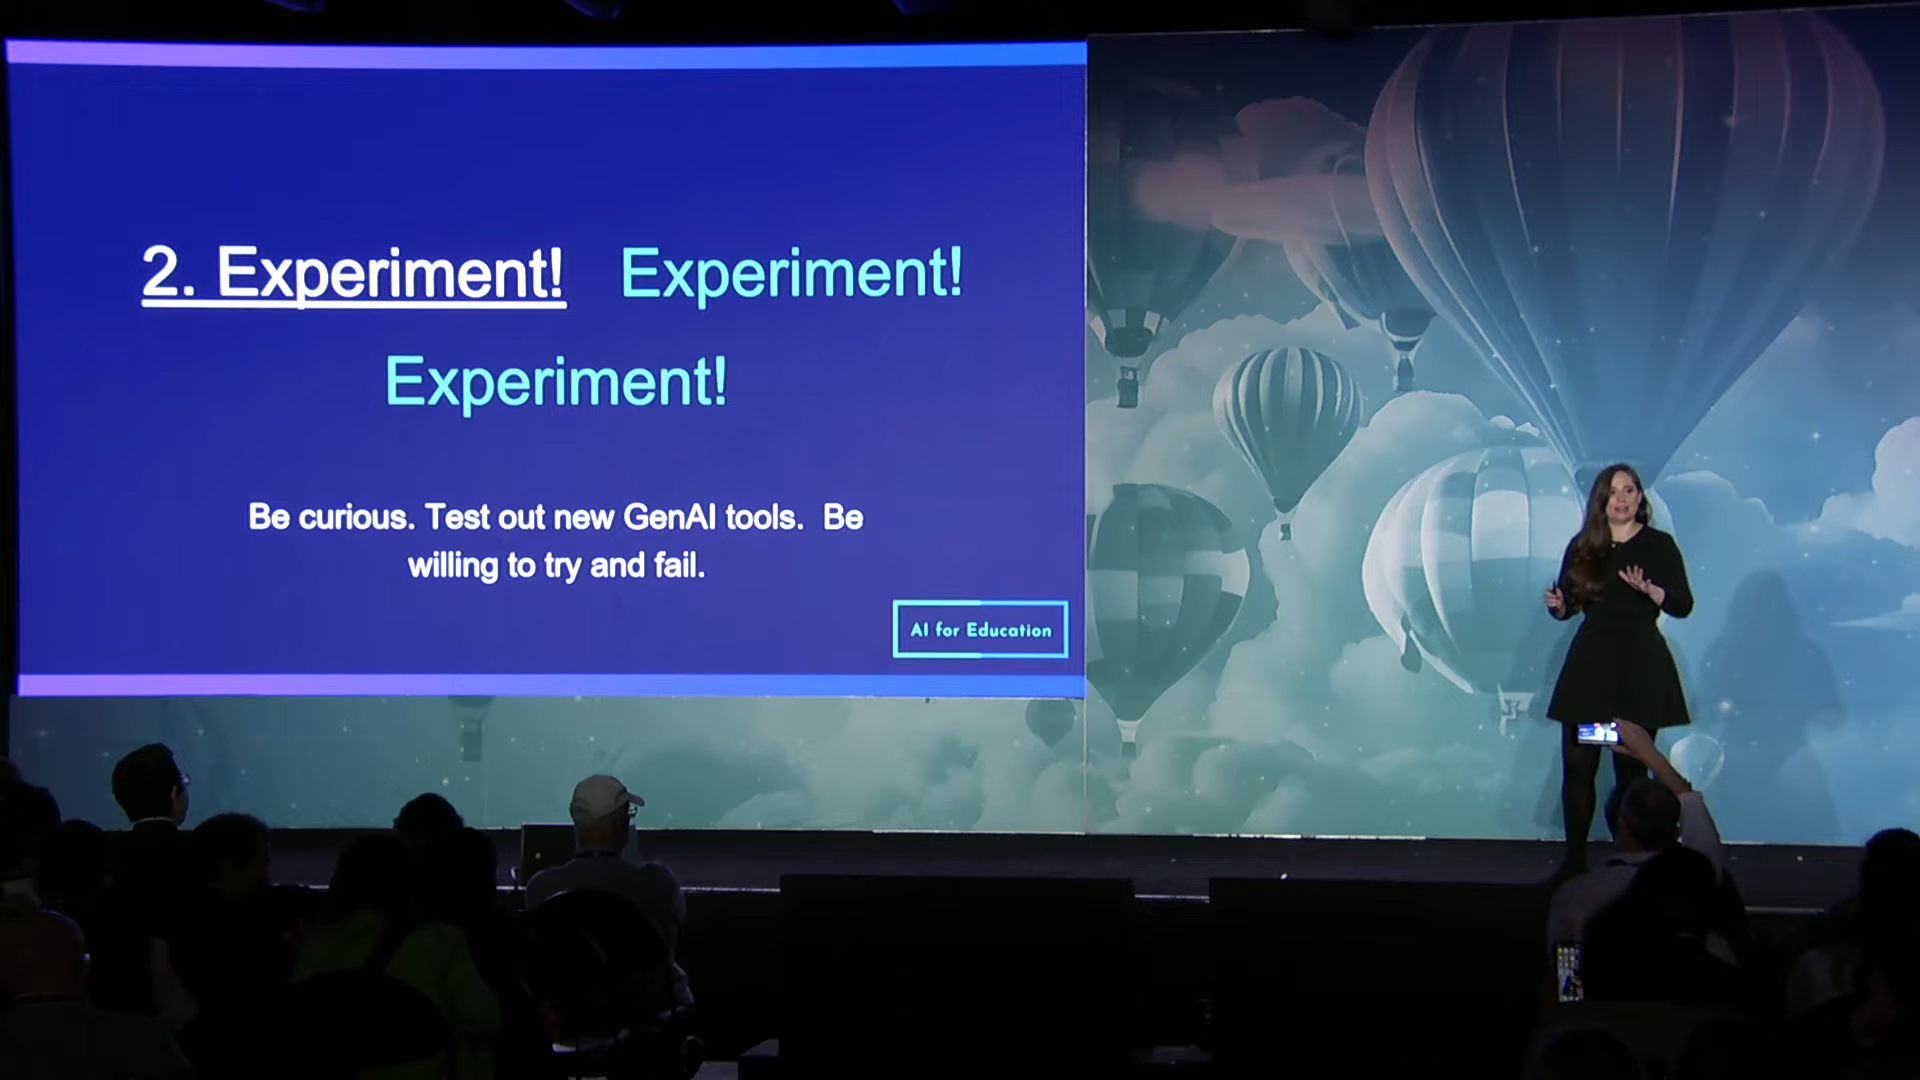 2. Experiment! Experiment!
Experiment!
Be curious. Test out new GenAI tools. Be
willing to try and fail.
AI for Education